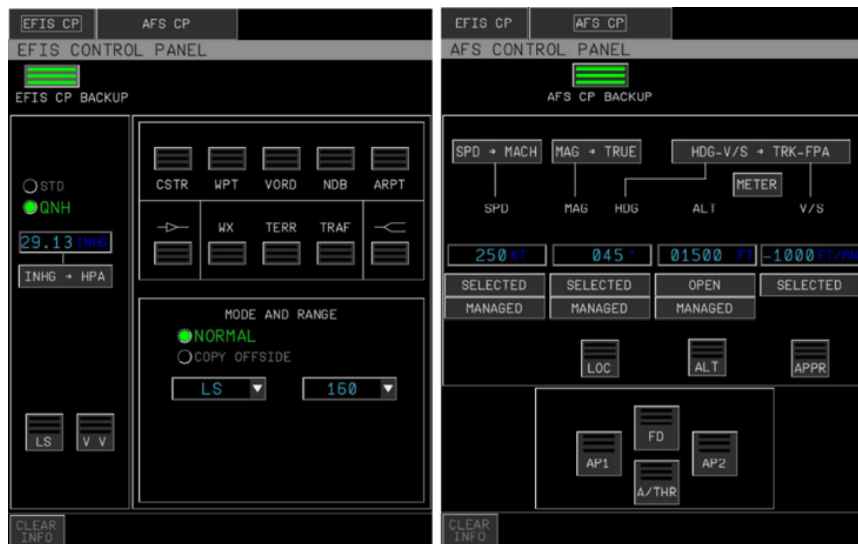 EFIS CP AFS CP
EFIS CONTROL PANEL
EFIS CP BACKUP
STD
QNH
29.13 INHG
INHG → HPA
CSTR WPT VORD NDB ARPT
WX TERR TRAF
MODE AND RANGE
NORMAL
COPY OFFSIDE
LS 160
LS V V
CLEAR
INFO
EFIS CP AFS CP
AFS CONTROL PANEL
AFS CP BACKUP
SPD → MACH MAG → TRUE HDG-V/S → TRK-FPA
METER
SPD MAG HDG ALT V/S
250 KT 045 ° 01500 FT -1000 FT/MN
SELECTED SELECTED OPEN SELECTED
MANAGED MANAGED MANAGED
LOC ALT APPR
FD
AP1 AP2
A/THR
CLEAR
INFO